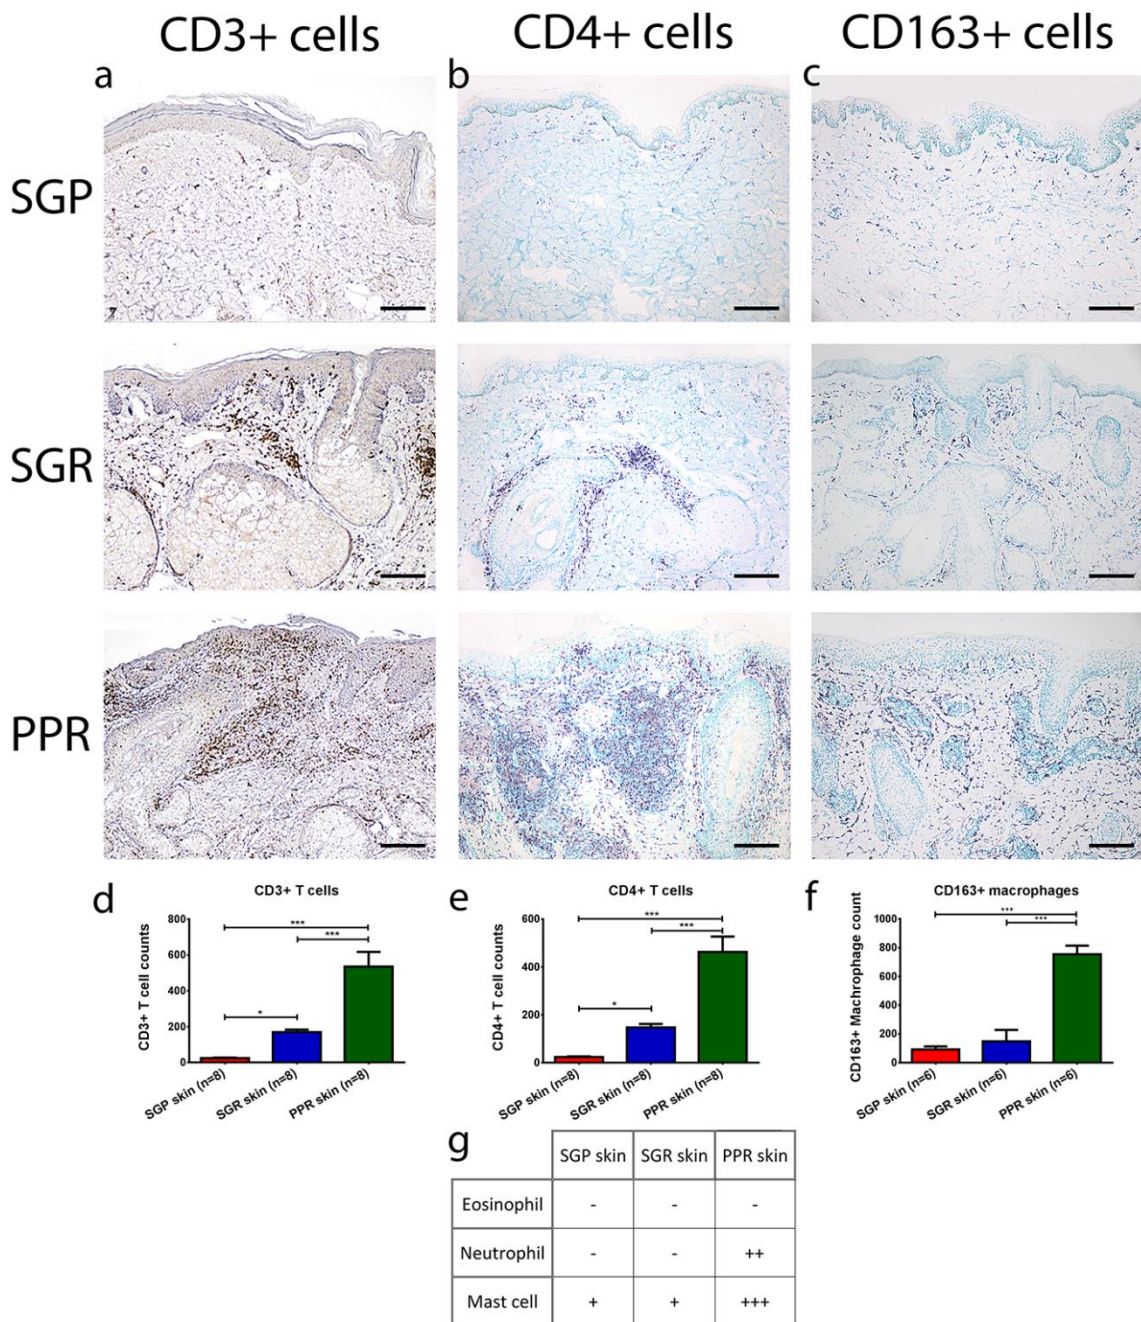 CD3+ cells CD4+ cells CD163+ cells
a b c
SGP
SGR
PPR
d CD3+ T cells
CD3+ T cell counts
800
600
400
200
0
***
***
*
SGP skin (n=8) SGR skin (n=8) PPR skin (n=8)
e CD4+ T cells
CD4+ T cell counts
600
400
200
0
***
***
*
SGP skin (n=8) SGR skin (n=8) PPR skin (n=8)
f CD163+ macrophages
CD163+ Machrophage count
1000
800
600
400
200
0
***
***
SGP skin (n=6) SGR skin (n=6) PPR skin (n=6)
g
SGP skin SGR skin PPR skin
Eosinophil - - -
Neutrophil - - ++
Mast cell + + +++